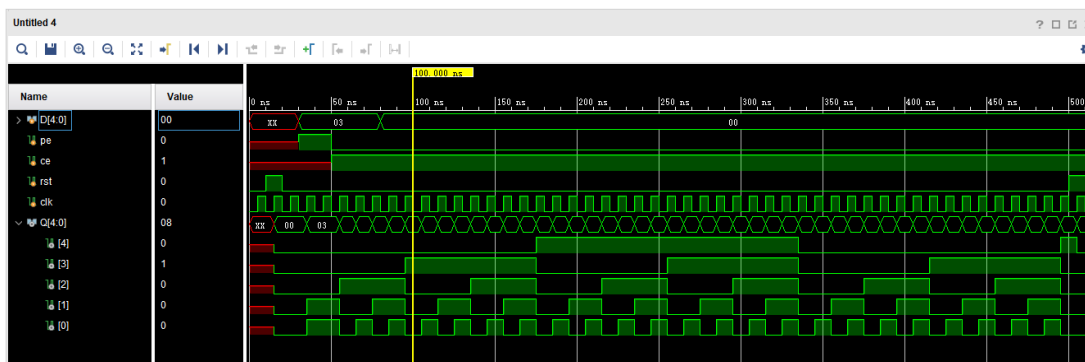 Untitled 4
100.000 ns
Name Value
0 ns 50 ns 100 ns 150 ns 200 ns 250 ns 300 ns 350 ns 400 ns 450 ns 500
D[4:0] 00 XX 03 00
pe 0
ce 1
rst 0
clk 0
Q[4:0] 08 XX 00 03
[4] 0
[3] 1
[2] 0
[1] 0
[0] 0